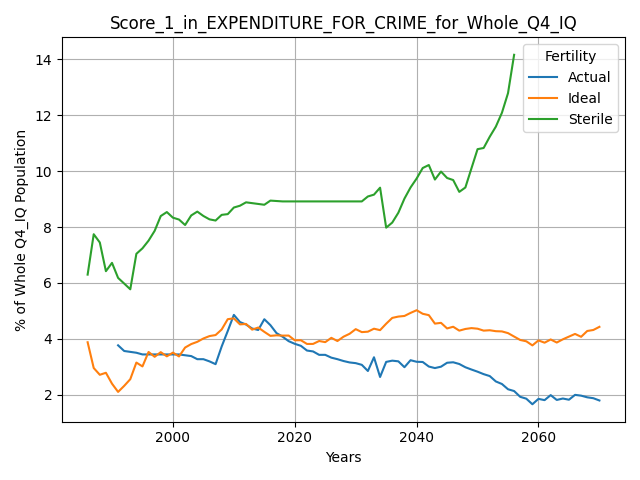 Score_1_in_EXPENDITURE_FOR_CRIME_for_Whole_Q4_IQ
Fertility
Actual
Ideal
Sterile
% of Whole Q4_IQ Population
14
12
10
8
6
4
2
2000
2020
2040
2060
Years